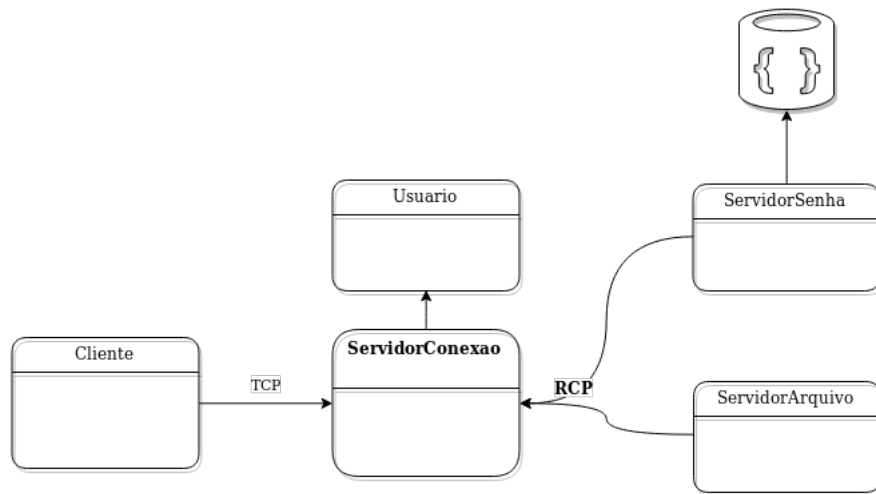 { }
ServidorSenha
Usuario
Cliente
ServidorConexao
TCP
RCP
ServidorArquivo